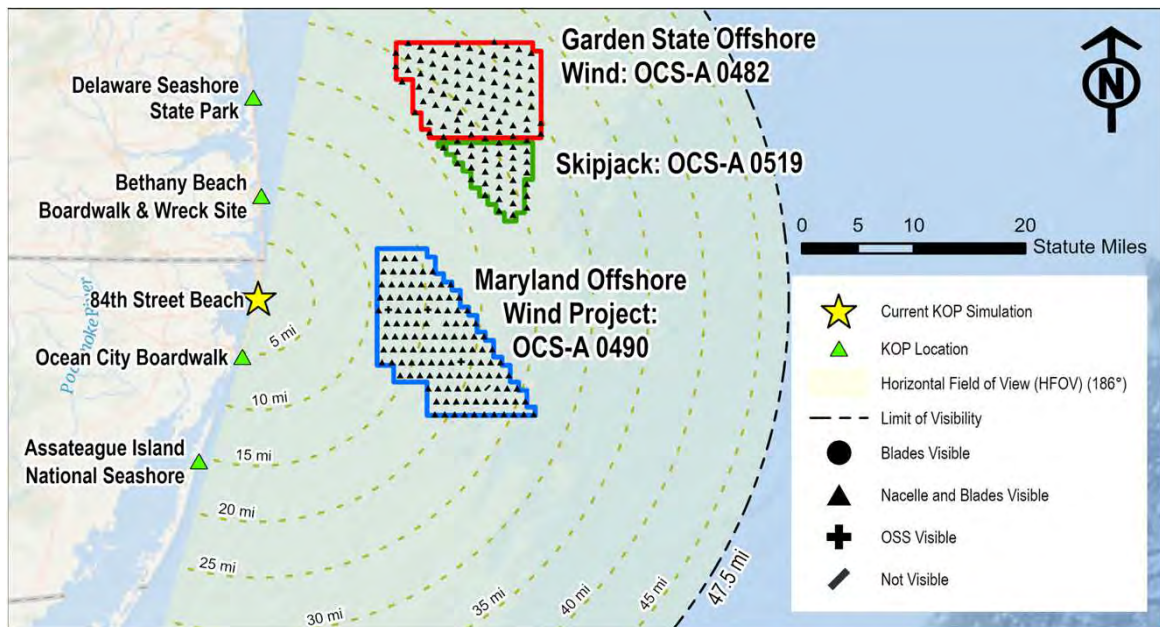 Garden State Offshore
Wind: OCS-A 0482
N
Delaware Seashore
State Park
Skipjack: OCS-A 0519
Bethany Beach
Boardwalk & Wreck Site
0
5
10
20
Statute Miles
Maryland Offshore
Wind Project:
OCS-A 0490
84th Street Beach
Pocomoke River
Ocean City Boardwalk
Assateague Island
National Seashore
5 mi
10 mi
15 mi
20 mi
25 mi
30 mi
35 mi
40 mi
45 mi
47.5 mi
Current KOP Simulation
KOP Location
Horizontal Field of View (HFOV) (186°)
Limit of Visibility
Blades Visible
Nacelle and Blades Visible
OSS Visible
Not Visible